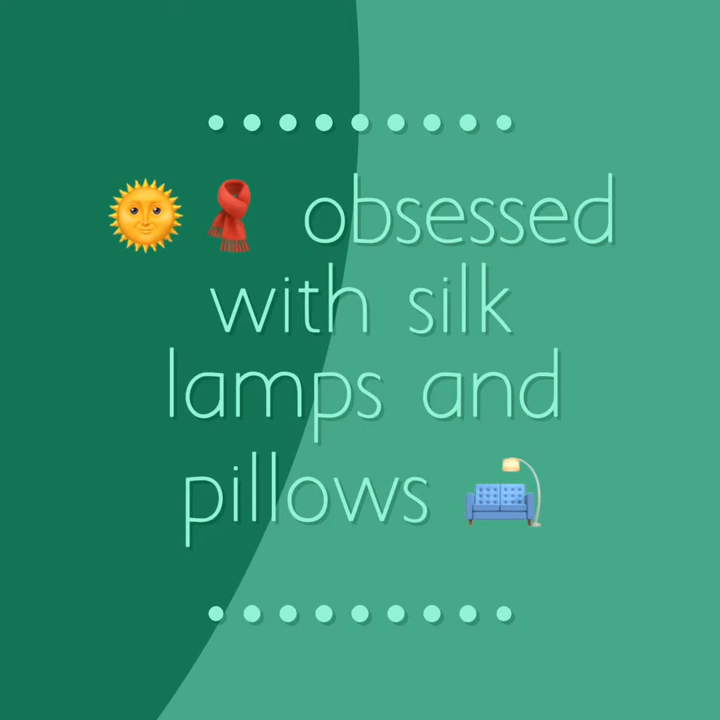 🌞🧣 obsessed
with silk
lamps and
pillows 🛋️